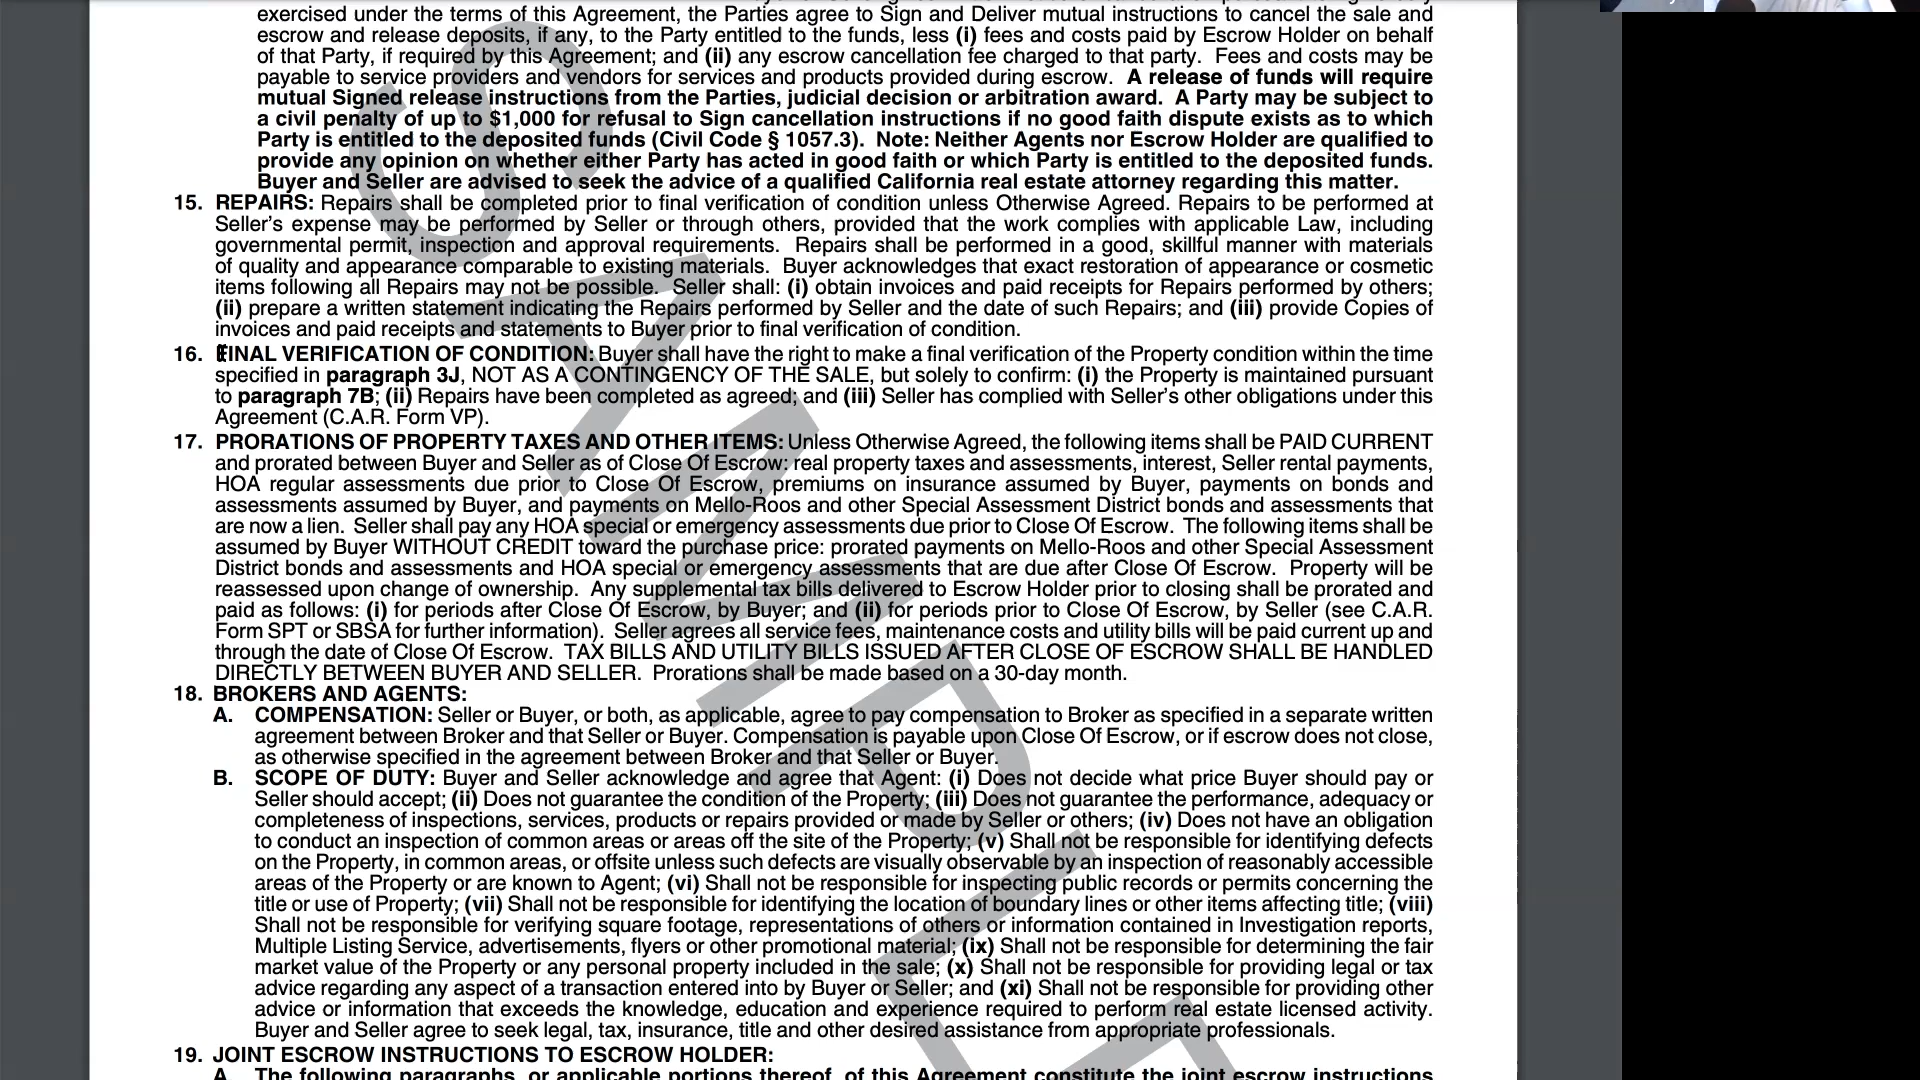 exercised under the terms of this Agreement, the Parties agree to Sign and Deliver mutual instructions to cancel the sale and
escrow and release deposits, if any, to the Party entitled to the funds, less (i) fees and costs paid by Escrow Holder on behalf
of that Party, if required by this Agreement; and (ii) any escrow cancellation fee charged to that party. Fees and costs may be
payable to service providers and vendors for services and products provided during escrow. A release of funds will require
mutual Signed release instructions from the Parties, judicial decision or arbitration award. A Party may be subject to
a civil penalty of up to $1,000 for refusal to Sign cancellation instructions if no good faith dispute exists as to which
Party is entitled to the deposited funds (Civil Code § 1057.3). Note: Neither Agents nor Escrow Holder are qualified to
provide any opinion on whether either Party has acted in good faith or which Party is entitled to the deposited funds.
Buyer and Seller are advised to seek the advice of a qualified California real estate attorney regarding this matter.
15. REPAIRS: Repairs shall be completed prior to final verification of condition unless Otherwise Agreed. Repairs to be performed at
Seller's expense may be performed by Seller or through others, provided that the work complies with applicable Law, including
governmental permit, inspection and approval requirements. Repairs shall be performed in a good, skillful manner with materials
of quality and appearance comparable to existing materials. Buyer acknowledges that exact restoration of appearance or cosmetic
items following all Repairs may not be possible. Seller shall: (i) obtain invoices and paid receipts for Repairs performed by others;
(ii) prepare a written statement indicating the Repairs performed by Seller and the date of such Repairs; and (iii) provide Copies of
invoices and paid receipts and statements to Buyer prior to final verification of condition.
16. FINAL VERIFICATION OF CONDITION: Buyer shall have the right to make a final verification of the Property condition within the time
specified in paragraph 3J, NOT AS A CONTINGENCY OF THE SALE, but solely to confirm: (i) the Property is maintained pursuant
to paragraph 7B; (ii) Repairs have been completed as agreed; and (iii) Seller has complied with Seller's other obligations under this
Agreement (C.A.R. Form VP).
17. PRORATIONS OF PROPERTY TAXES AND OTHER ITEMS: Unless Otherwise Agreed, the following items shall be PAID CURRENT
and prorated between Buyer and Seller as of Close Of Escrow: real property taxes and assessments, interest, Seller rental payments,
HOA regular assessments due prior to Close Of Escrow, premiums on insurance assumed by Buyer, payments on bonds and
assessments assumed by Buyer, and payments on Mello-Roos and other Special Assessment District bonds and assessments that
are now a lien. Seller shall pay any HOA special or emergency assessments due prior to Close Of Escrow. The following items shall be
assumed by Buyer WITHOUT CREDIT toward the purchase price: prorated payments on Mello-Roos and other Special Assessment
District bonds and assessments and HOA special or emergency assessments that are due after Close Of Escrow. Property will be
reassessed upon change of ownership. Any supplemental tax bills delivered to Escrow Holder prior to closing shall be prorated and
paid as follows: (i) for periods after Close Of Escrow, by Buyer; and (ii) for periods prior to Close Of Escrow, by Seller (see C.A.R.
Form SPT or SBSA for further information). Seller agrees all service fees, maintenance costs and utility bills will be paid current up and
through the date of Close Of Escrow. TAX BILLS AND UTILITY BILLS ISSUED AFTER CLOSE OF ESCROW SHALL BE HANDLED
DIRECTLY BETWEEN BUYER AND SELLER. Prorations shall be made based on a 30-day month.
18. BROKERS AND AGENTS:
A. COMPENSATION: Seller or Buyer, or both, as applicable, agree to pay compensation to Broker as specified in a separate written
agreement between Broker and that Seller or Buyer. Compensation is payable upon Close Of Escrow, or if escrow does not close,
as otherwise specified in the agreement between Broker and that Seller or Buyer.
B. SCOPE OF DUTY: Buyer and Seller acknowledge and agree that Agent: (i) Does not decide what price Buyer should pay or
Seller should accept; (ii) Does not guarantee the condition of the Property; (iii) Does not guarantee the performance, adequacy or
completeness of inspections, services, products or repairs provided or made by Seller or others; (iv) Does not have an obligation
to conduct an inspection of common areas or areas off the site of the Property; (v) Shall not be responsible for identifying defects
on the Property, in common areas, or offsite unless such defects are visually observable by an inspection of reasonably accessible
areas of the Property or are known to Agent; (vi) Shall not be responsible for inspecting public records or permits concerning the
title or use of Property; (vii) Shall not be responsible for identifying the location of boundary lines or other items affecting title; (viii)
Shall not be responsible for verifying square footage, representations of others or information contained in Investigation reports,
Multiple Listing Service, advertisements, flyers or other promotional material; (ix) Shall not be responsible for determining the fair
market value of the Property or any personal property included in the sale; (x) Shall not be responsible for providing legal or tax
advice regarding any aspect of a transaction entered into by Buyer or Seller; and (xi) Shall not be responsible for providing other
advice or information that exceeds the knowledge, education and experience required to perform real estate licensed activity.
Buyer and Seller agree to seek legal, tax, insurance, title and other desired assistance from appropriate professionals.
19. JOINT ESCROW INSTRUCTIONS TO ESCROW HOLDER:
A. The following paragraphs, or applicable portions thereof, of this Agreement constitute the joint escrow instructions
SAMPLE